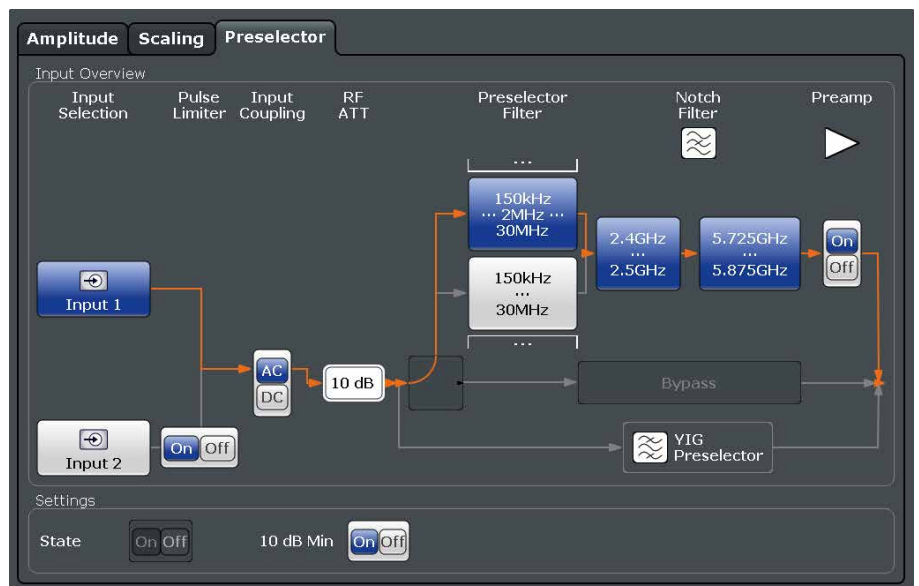 Amplitude
Scaling
Preselector
Input Overview
Input
Selection
Pulse
Limiter
Input
Coupling
RF
ATT
Preselector
Filter
Notch
Filter
Preamp
...
150kHz
... 2MHz ...
30MHz
2.4GHz
...
2.5GHz
5.725GHz
...
5.875GHz
On
Off
Input 1
150kHz
...
30MHz
...
AC
DC
10 dB
Bypass
Input 2
On Off
YIG
Preselector
Settings
State
On Off
10 dB Min
On Off